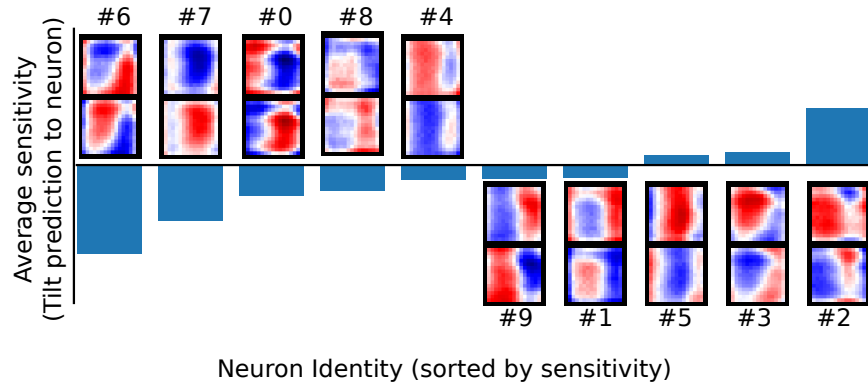 #6 #7 #0 #8 #4
Average sensitivity
(Tilt prediction to neuron)
#9 #1 #5 #3 #2
Neuron Identity (sorted by sensitivity)